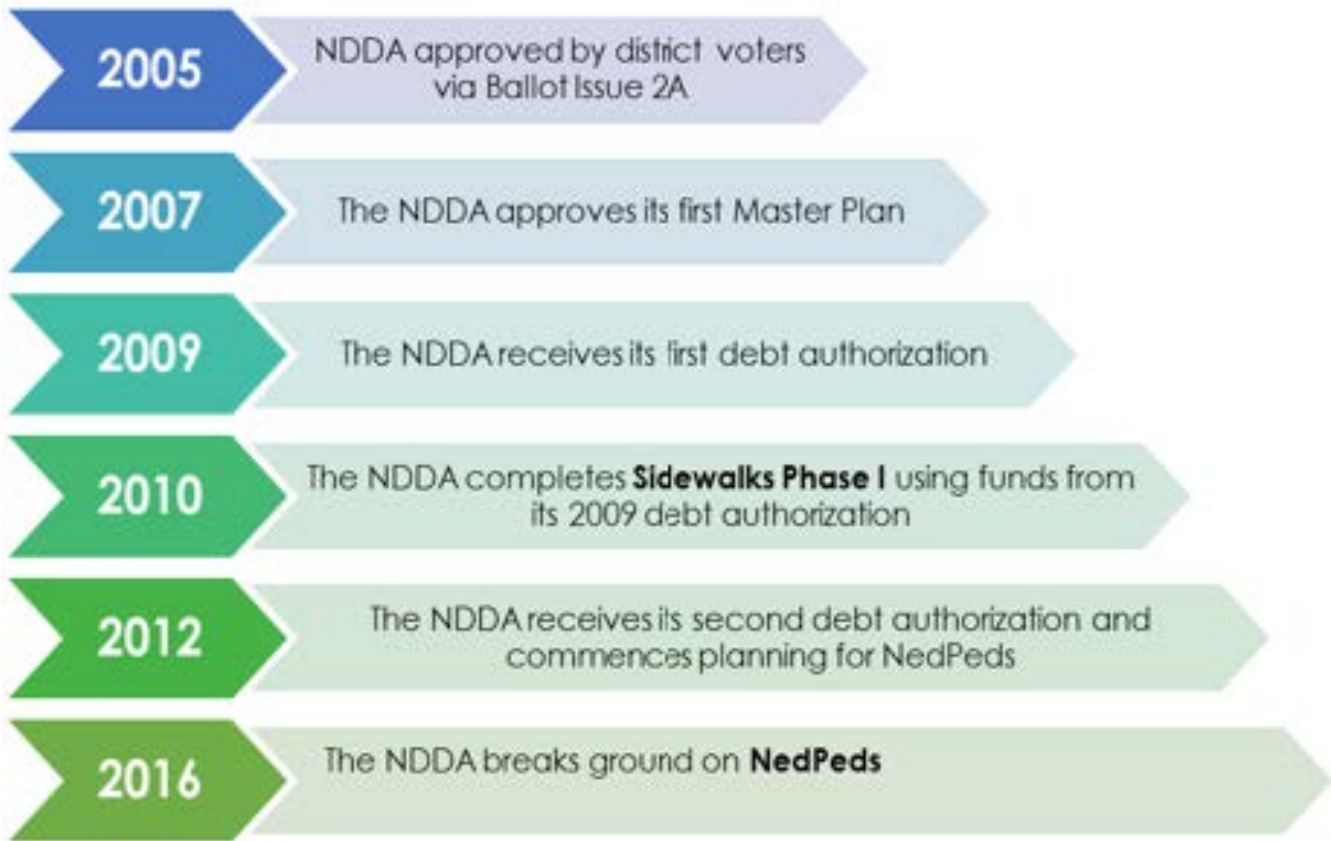 2005
NDDA approved by district voters
via Ballot Issue 2A
2007
The NDDA approves its first Master Plan
2009
The NDDA receives its first debt authorization
2010
The NDDA completes Sidewalks Phase I using funds from
its 2009 debt authorization
2012
The NDDA receives its second debt authorization and
commences planning for NedPeds
2016
The NDDA breaks ground on NedPeds